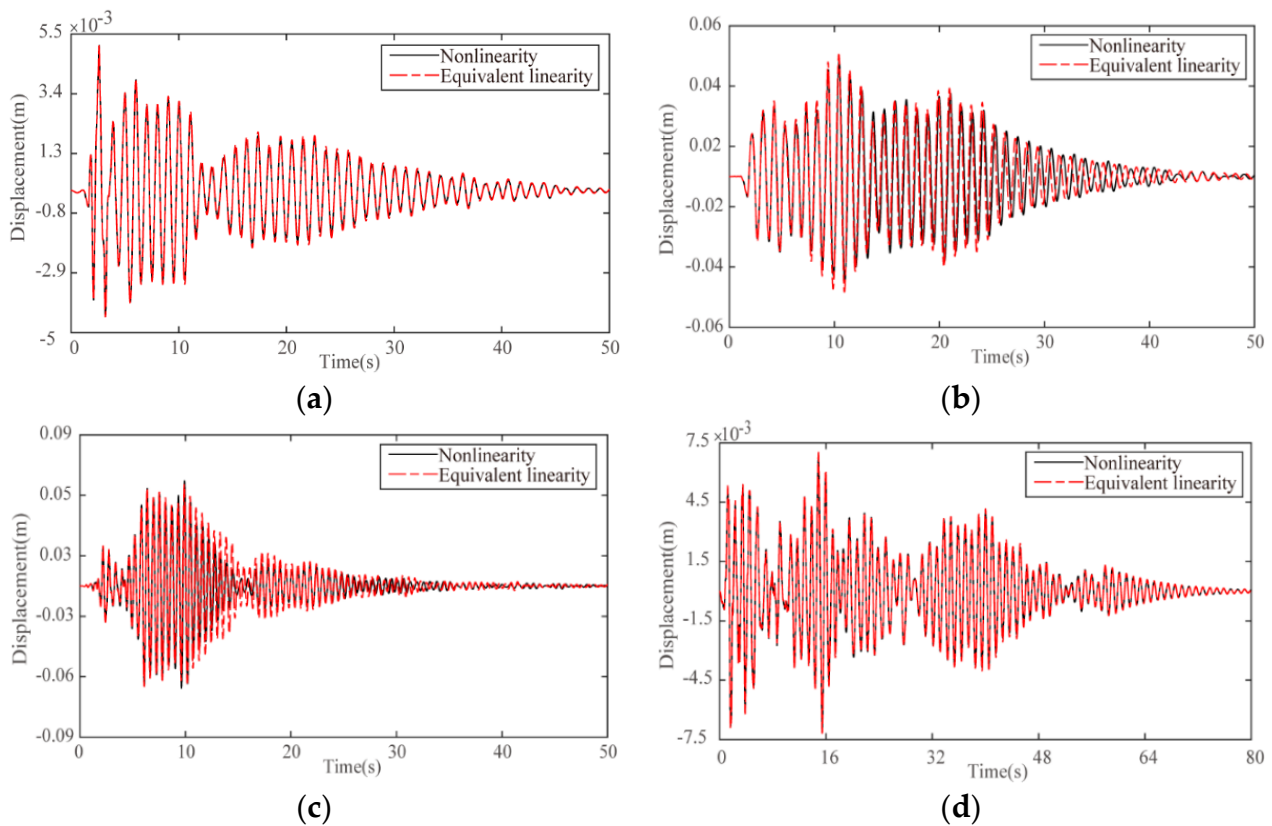 ×10-3
5.5
3.4
1.3
-0.8
-2.9
-5
Displacement(m)
Nonlinearity
Equivalent linearity
0 10 20 30 40 50
Time(s)
(a)
0.06
0.04
0.02
-0.02
-0.04
-0.06
Displacement(m)
Nonlinearity
Equivalent linearity
0 10 20 30 40 50
Time(s)
(b)
0.09
0.05
0.03
-0.03
-0.06
-0.09
Displacement(m)
Nonlinearity
Equivalent linearity
0 10 20 30 40 50
Time(s)
(c)
×10-3
7.5
4.5
1.5
-1.5
-4.5
-7.5
Displacement(m)
Nonlinearity
Equivalent linearity
0 16 32 48 64 80
Time(s)
(d)